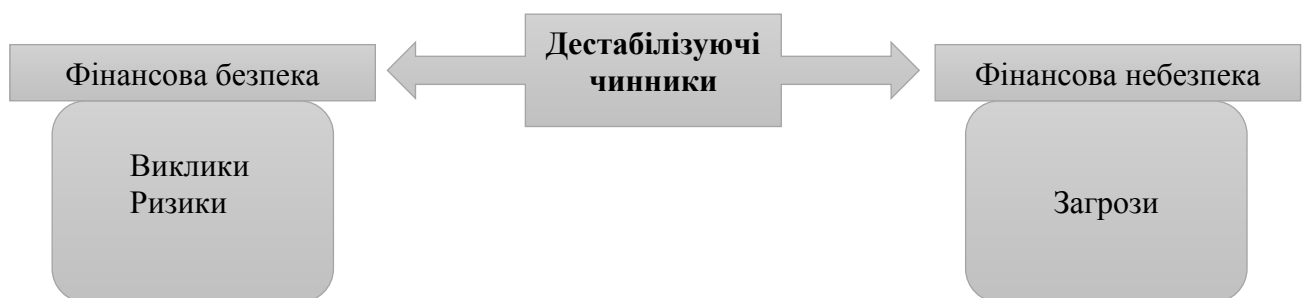 Дестабілізуючі
чинники
Фінансова безпека
Фінансова небезпека
Виклики
Ризики
Загрози